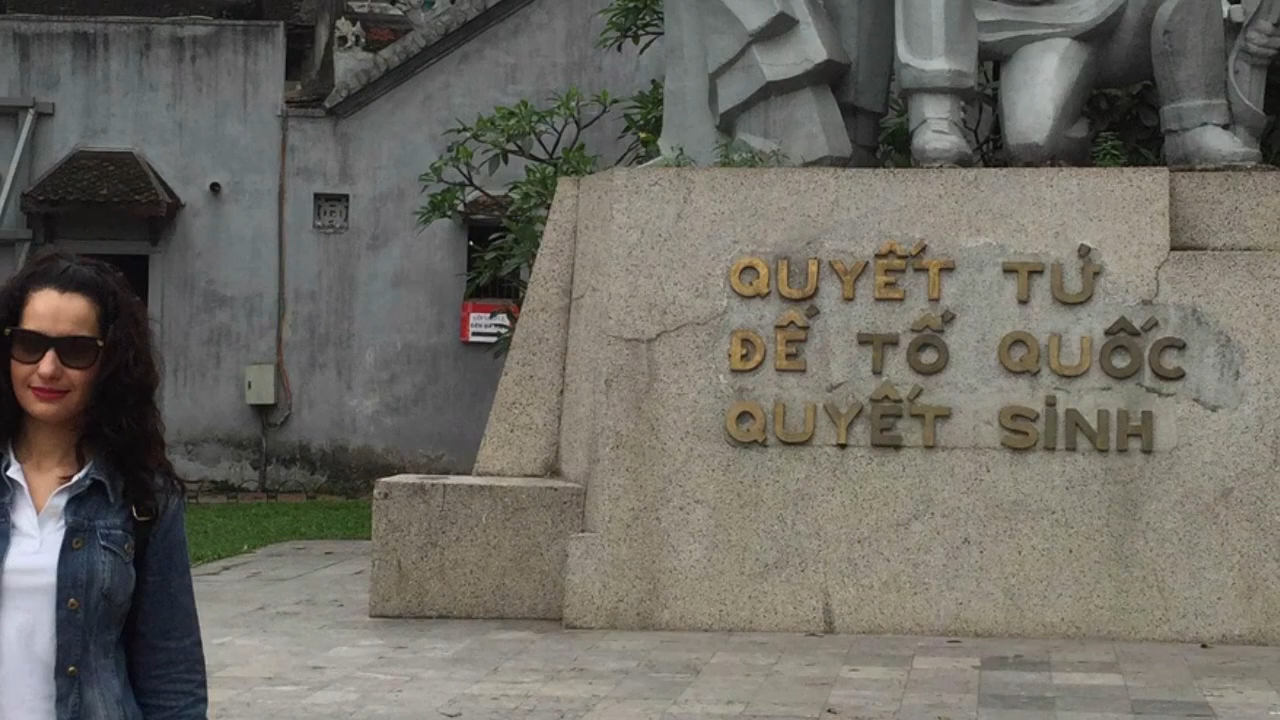 QUYẾT TỬ
ĐỂ TỔ QUỐC
QUYẾT SINH